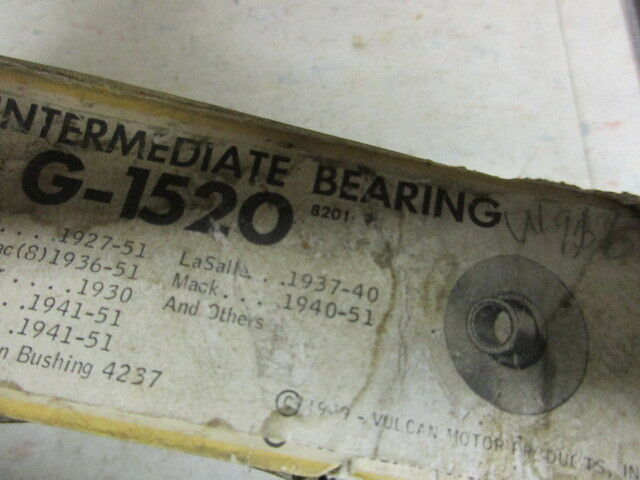 INTERMEDIATE BEARING
G-1520 8201
....1927-51
(8)1936-51
....1930
..1941-51
..1941-51
Bushing 4237
LaSalle...1937-40
Mack....1940-51
And Others
© - VULCAN MOTOR PRODUCTS, IN